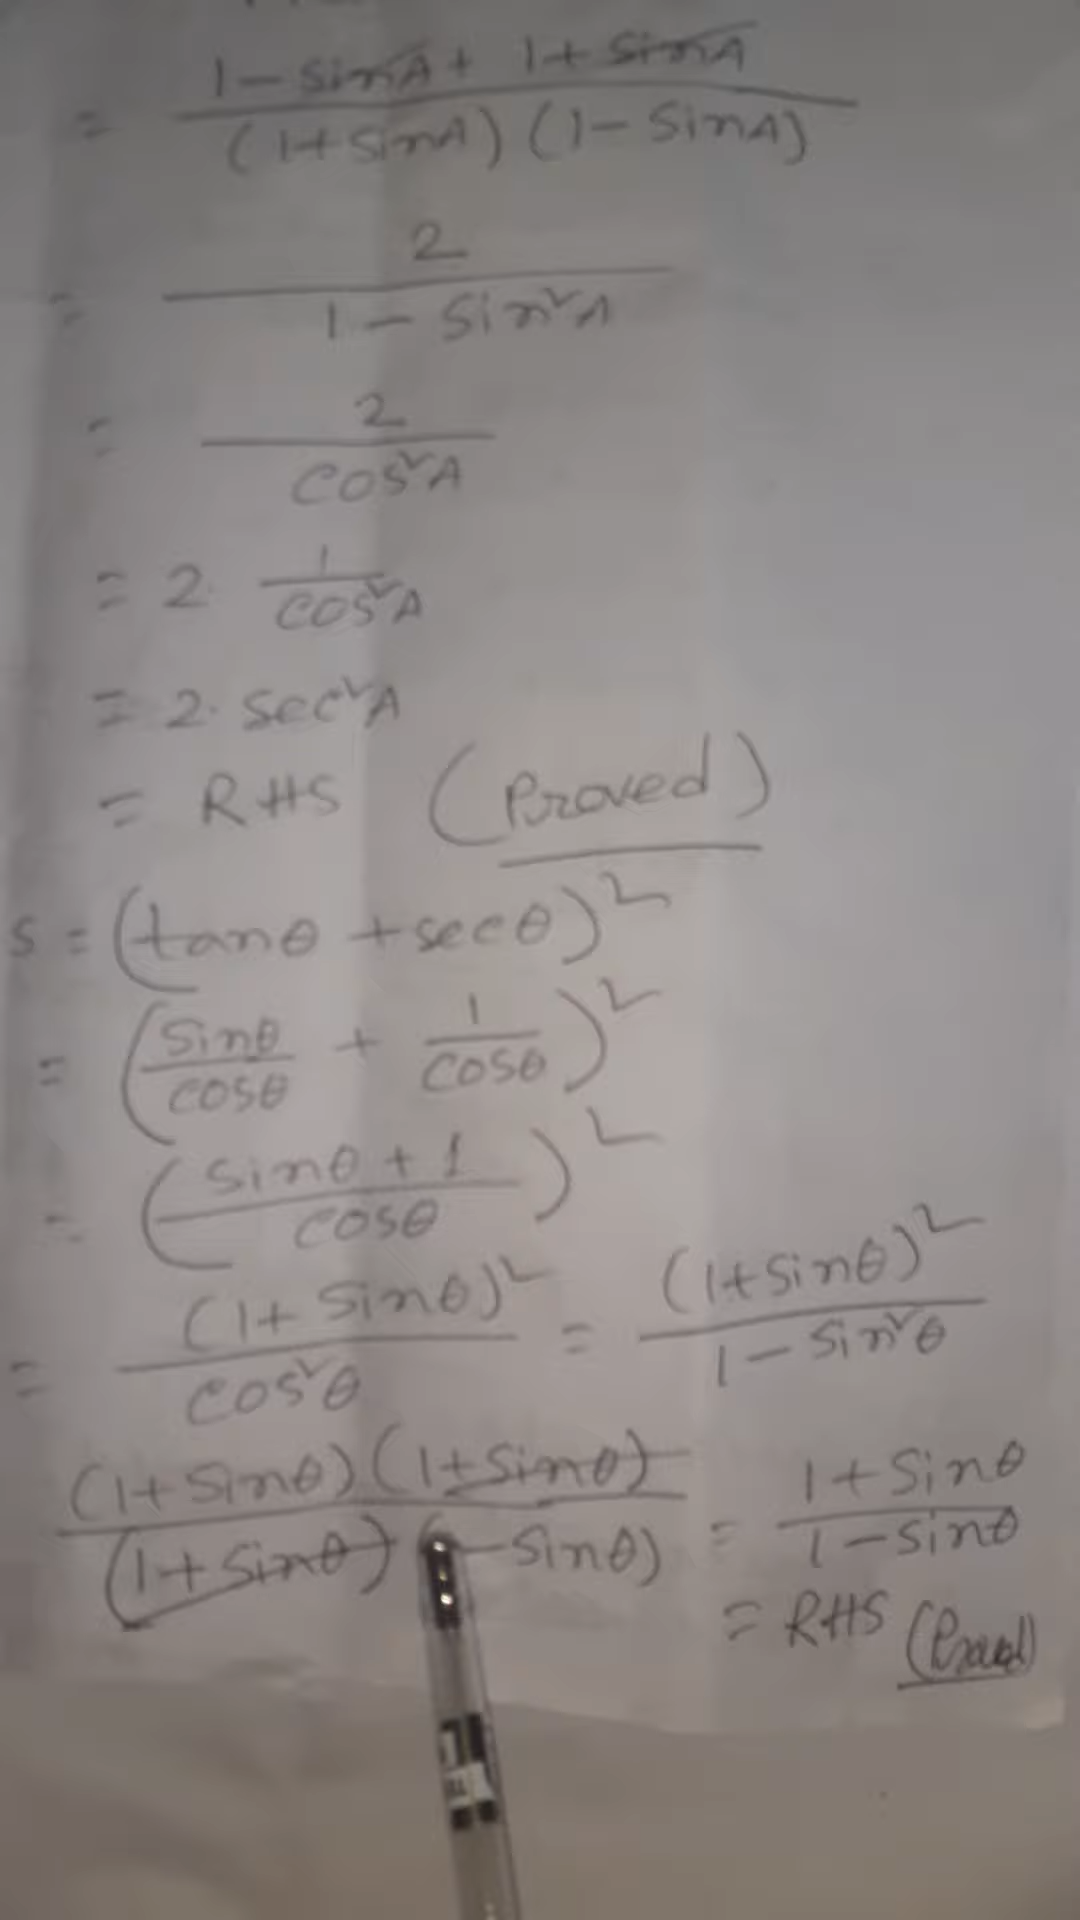 = (1 - sinA + 1 + sinA) / ((1+sinA) (1 - sinA))
= 2 / (1 - sin²A)
= 2 / cos²A
= 2. 1 / cos²A
= 2. sec²A
= RHS (Proved)
S = (tanθ + secθ)²
= (sinθ / cosθ + 1 / cosθ)²
= ((sinθ + 1) / cosθ)²
= (1 + sinθ)² / cos²θ = (1+sinθ)² / (1 - sin²θ)
(1+sinθ) (1+sinθ) / (1+sinθ) ( - sinθ) = (1+sinθ) / (1-sinθ)
= RHS (Proved)